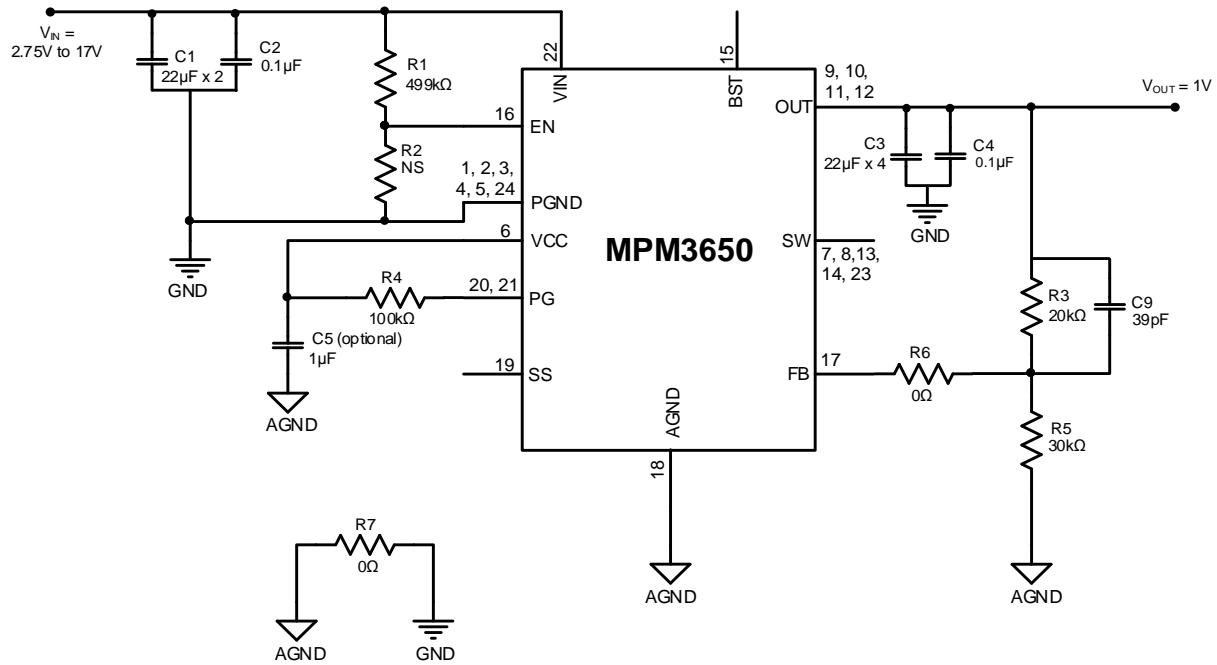 V_IN =
2.75V to 17V
C1
22µF x 2
C2
0.1µF
R1
499kΩ
R2
NS
GND
22
VIN
15
BST
16
EN
1, 2, 3,
4, 5, 24
PGND
6
VCC
R4
100kΩ
20, 21
PG
C5 (optional)
1µF
AGND
19
SS
MPM3650
AGND
18
AGND
9, 10,
11, 12
OUT
V_OUT = 1V
C3
22µF x 4
C4
0.1µF
GND
SW
7, 8,13,
14, 23
R3
20kΩ
C9
39pF
17
FB
R6
0Ω
R5
30kΩ
AGND
R7
0Ω
AGND
GND